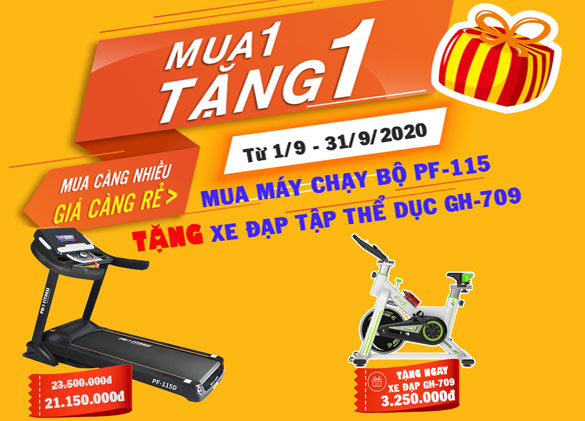 MUA 1
TẶNG 1
Từ 1/9 - 31/9/2020
MUA CÀNG NHIỀU
GIÁ CÀNG RẺ >
MUA MÁY CHẠY BỘ PF-115
TẶNG XE ĐẠP TẬP THỂ DỤC GH-709
PRO FITNESS
PF-115D
23.500.000đ
21.150.000đ
TẶNG NGAY
XE ĐẠP GH-709
3.250.000đ